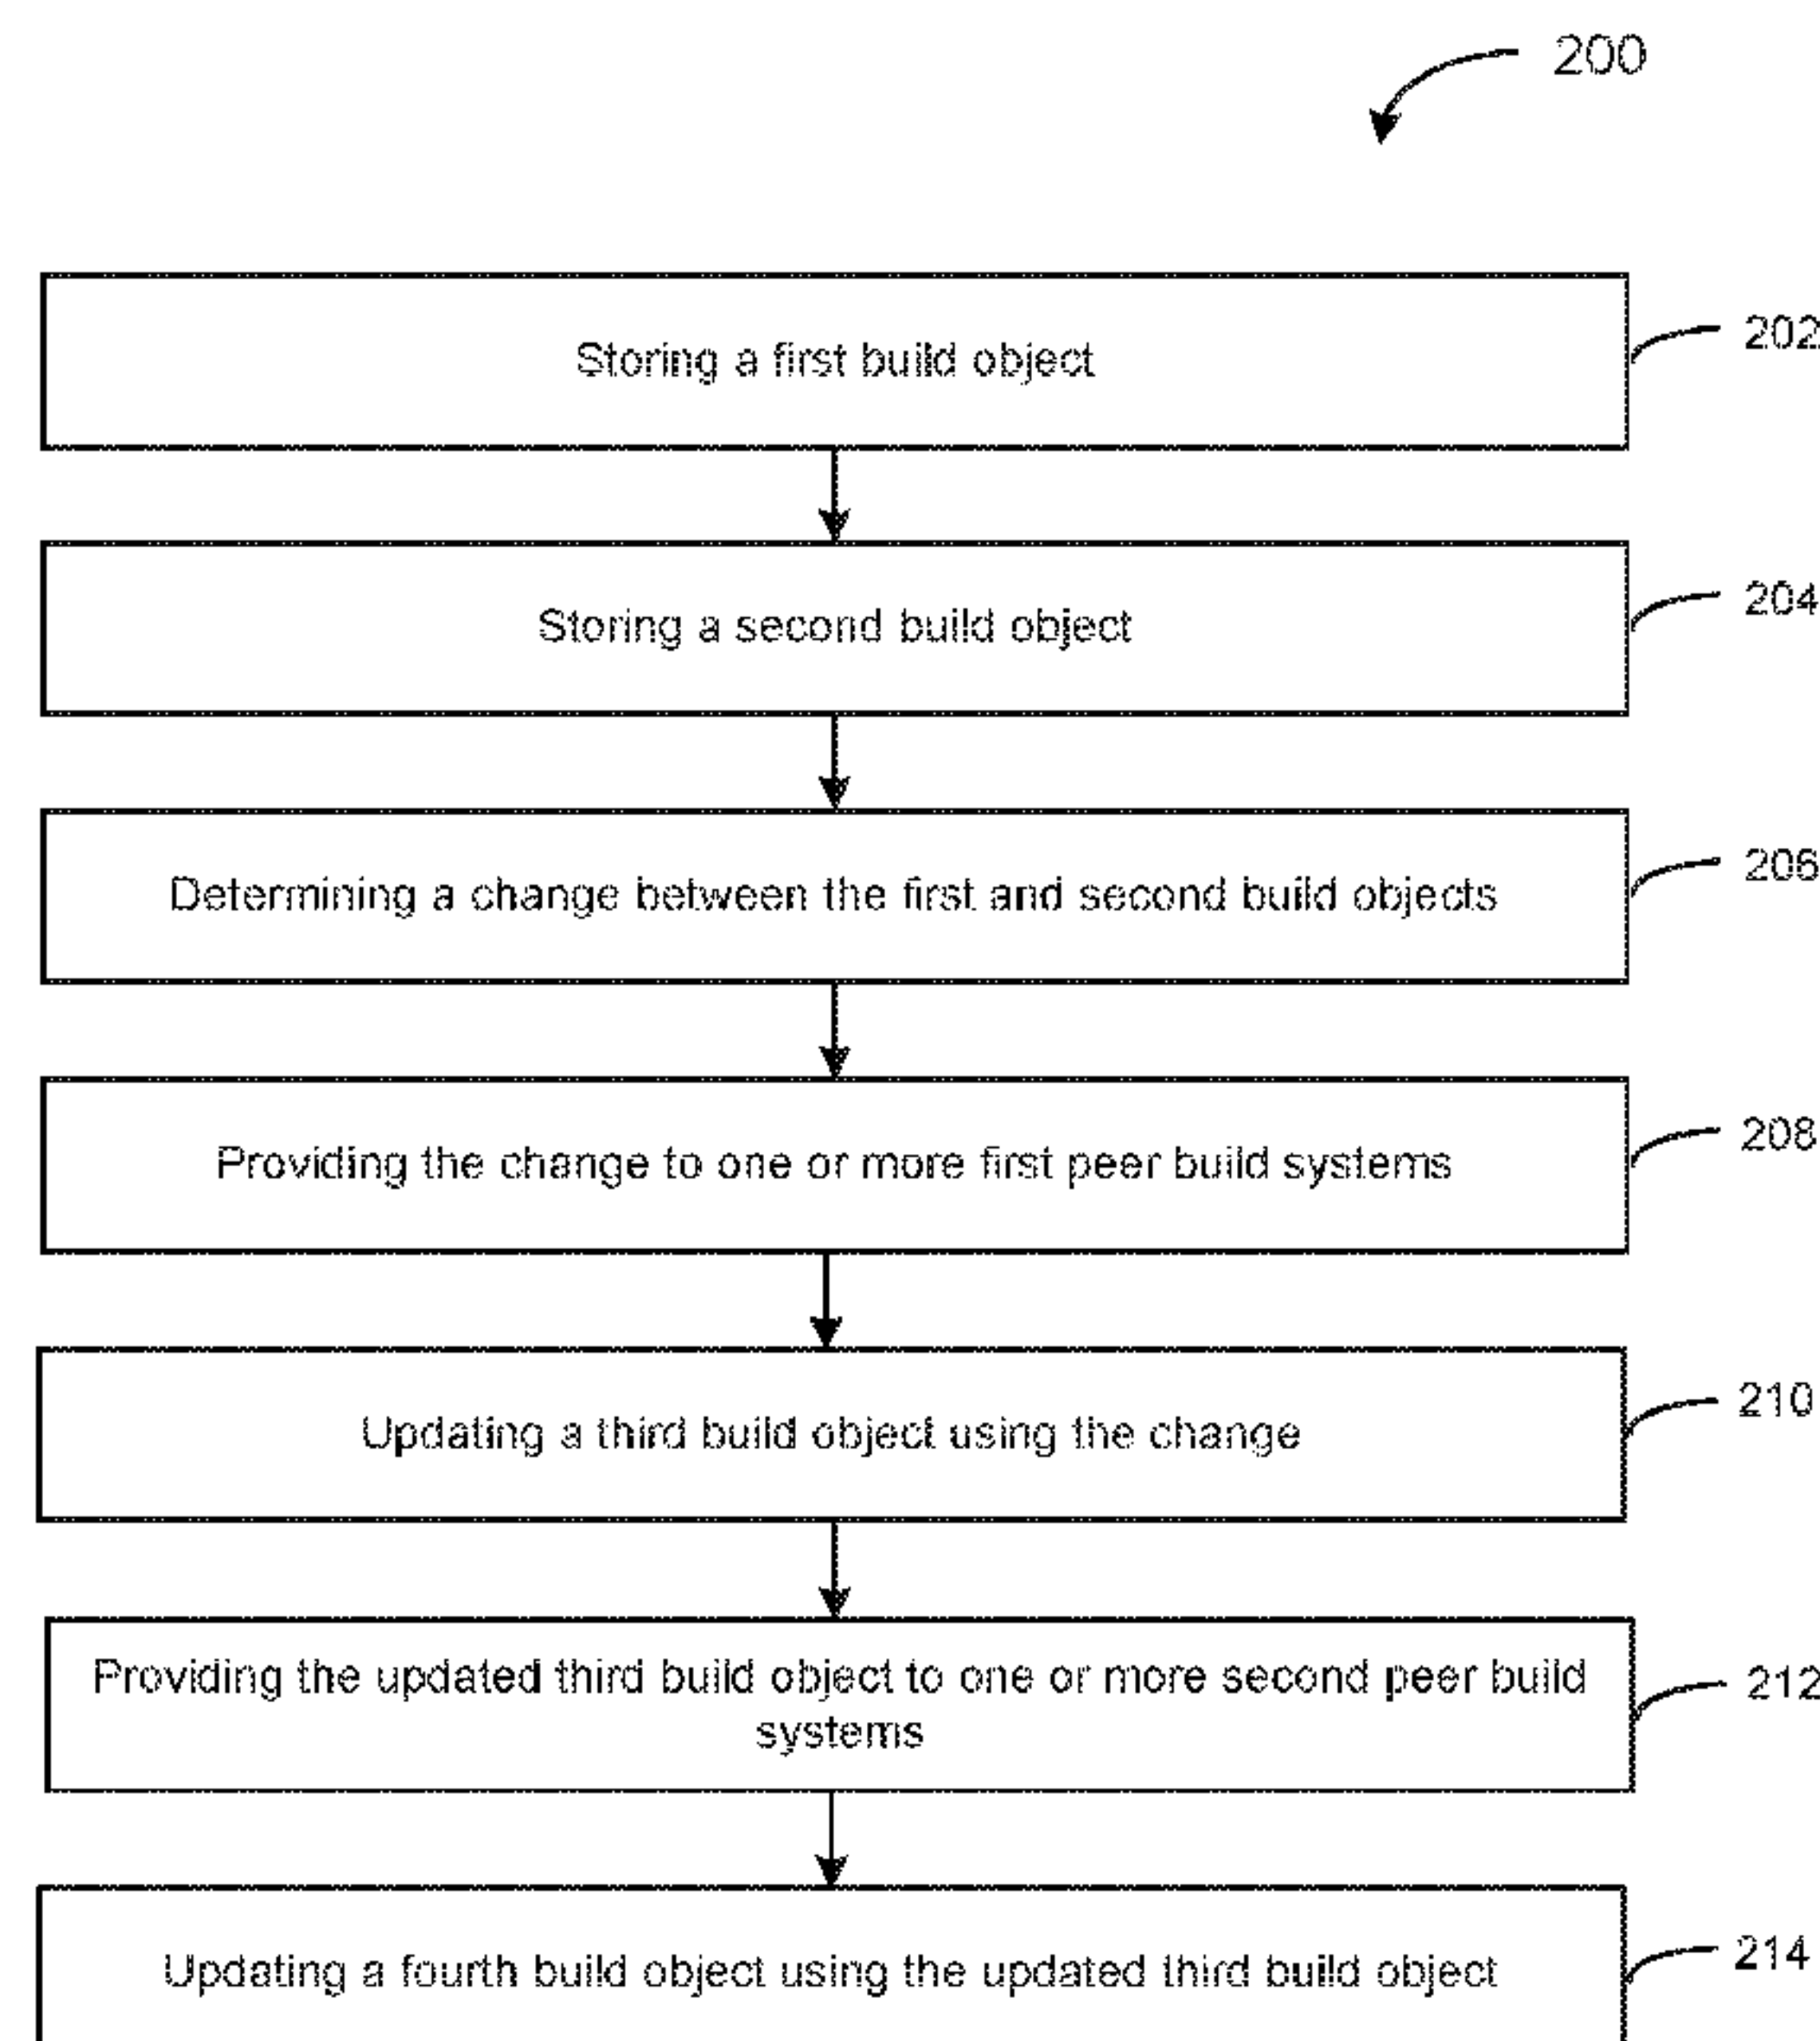 200
Storing a first build object
202
Storing a second build object
204
Determining a change between the first and second build objects
206
Providing the change to one or more first peer build systems
208
Updating a third build object using the change
210
Providing the updated third build object to one or more second peer build
systems
212
Updating a fourth build object using the updated third build object
214